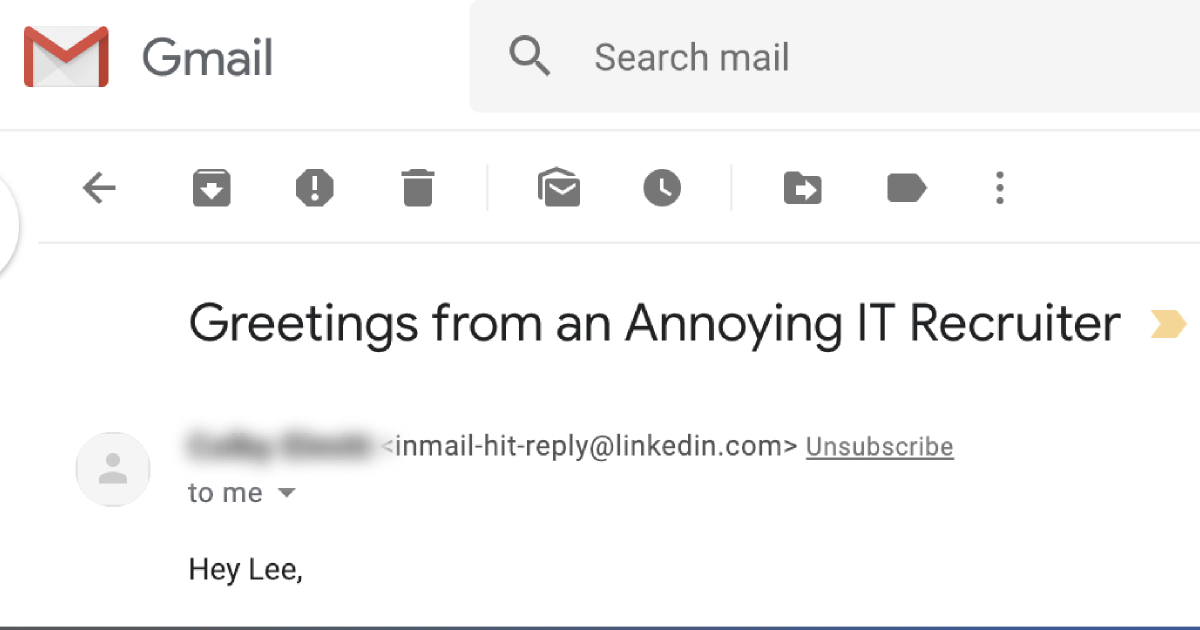 Gmail
Search mail
Greetings from an Annoying IT Recruiter
<inmail-hit-reply@linkedin.com> Unsubscribe
to me
Hey Lee,